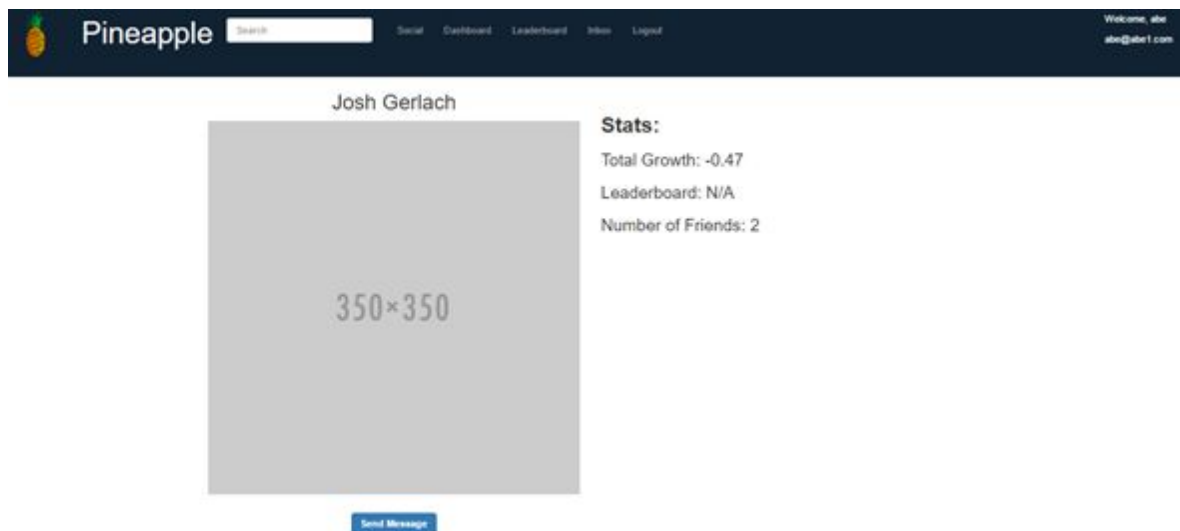 Pineapple
Search
Social Dashboard Leaderboard Inbox Logout
Welcome, abe
abe@abe1.com
Josh Gerlach
350×350
Stats:
Total Growth: -0.47
Leaderboard: N/A
Number of Friends: 2
Send Message